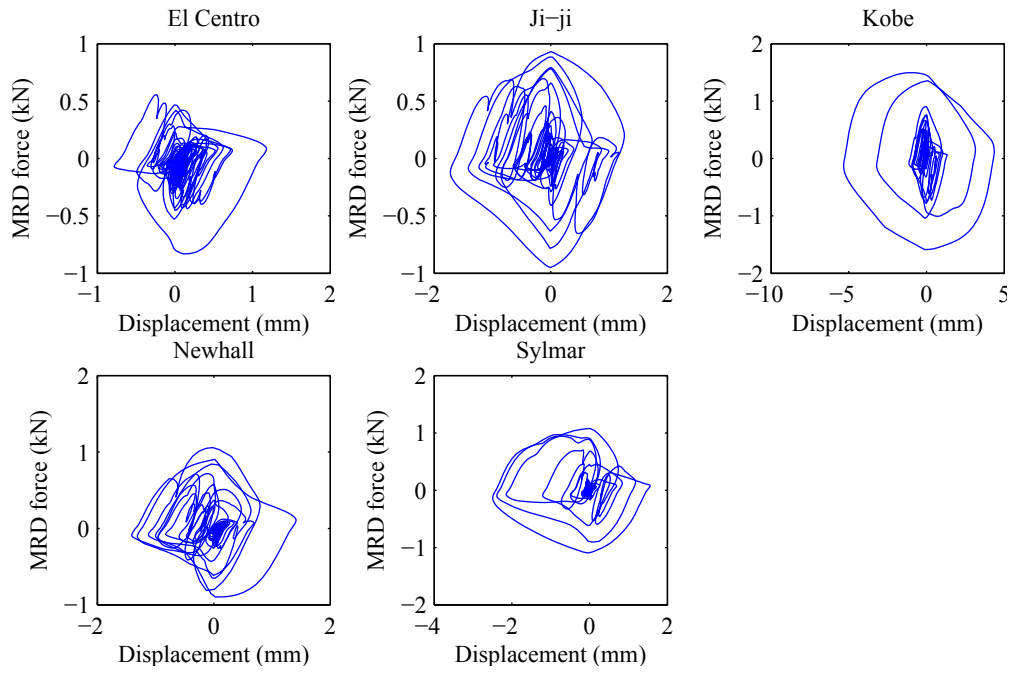 El Centro
1
0.5
0
−0.5
−1
−1 0 1 2
MRD force (kN)
Displacement (mm)
Ji−ji
1
0.5
0
−0.5
−1
−2 0 2
MRD force (kN)
Displacement (mm)
Kobe
2
1
0
−1
−2
−10 −5 0 5
MRD force (kN)
Displacement (mm)
Newhall
2
1
0
−1
−2 0 2
MRD force (kN)
Displacement (mm)
Sylmar
2
1
0
−1
−2
−4 −2 0 2
MRD force (kN)
Displacement (mm)